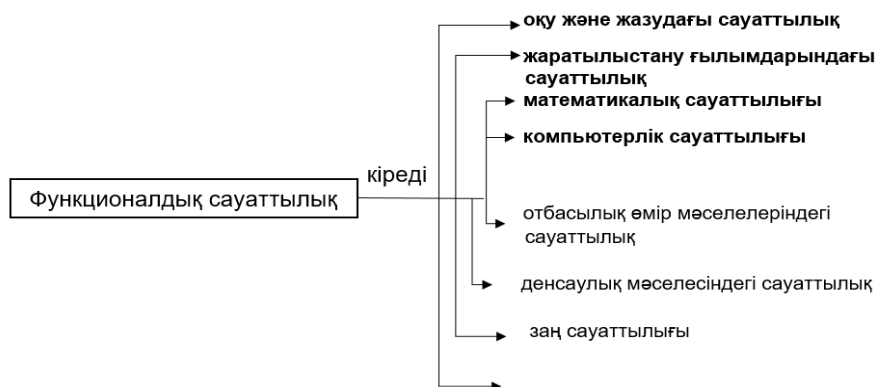 оқу және жазудағы сауаттылық
жаратылыстану ғылымдарындағы
сауаттылық
математикалық сауаттылығы
компьютерлік сауаттылығы
кіреді
Функционалдық сауаттылық
отбасылық өмір мәселелеріндегі
сауаттылық
денсаулық мәселесіндегі сауаттылық
заң сауаттылығы